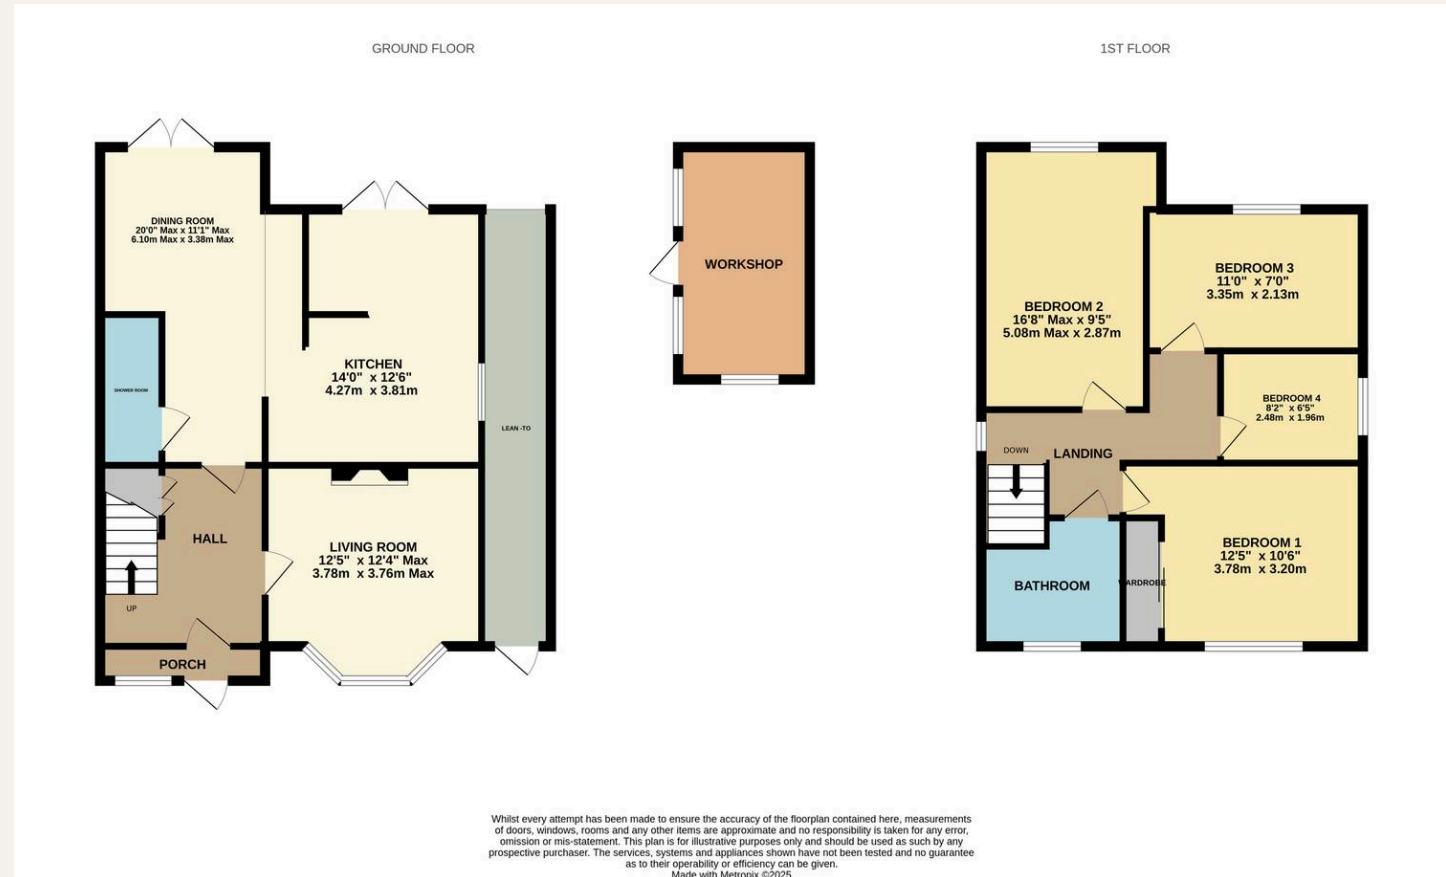 GROUND FLOOR
1ST FLOOR
DINING ROOM
20'0" Max x 11'1" Max
6.10m Max x 3.38m Max
SHOWER ROOM
KITCHEN
14'0" x 12'6"
4.27m x 3.81m
LEAN -TO
HALL
UP
LIVING ROOM
12'5" x 12'4" Max
3.78m x 3.76m Max
PORCH
WORKSHOP
BEDROOM 2
16'8" Max x 9'5"
5.08m Max x 2.87m
BEDROOM 3
11'0" x 7'0"
3.35m x 2.13m
BEDROOM 4
8'2" x 6'5"
2.48m x 1.96m
DOWN
LANDING
BEDROOM 1
12'5" x 10'6"
3.78m x 3.20m
BATHROOM
WARDROBE
Whilst every attempt has been made to ensure the accuracy of the floorplan contained here, measurements
of doors, windows, rooms and any other items are approximate and no responsibility is taken for any error,
omission or mis-statement. This plan is for illustrative purposes only and should be used as such by any
prospective purchaser. The services, systems and appliances shown have not been tested and no guarantee
as to their operability or efficiency can be given.
Made with Metropix ©2025